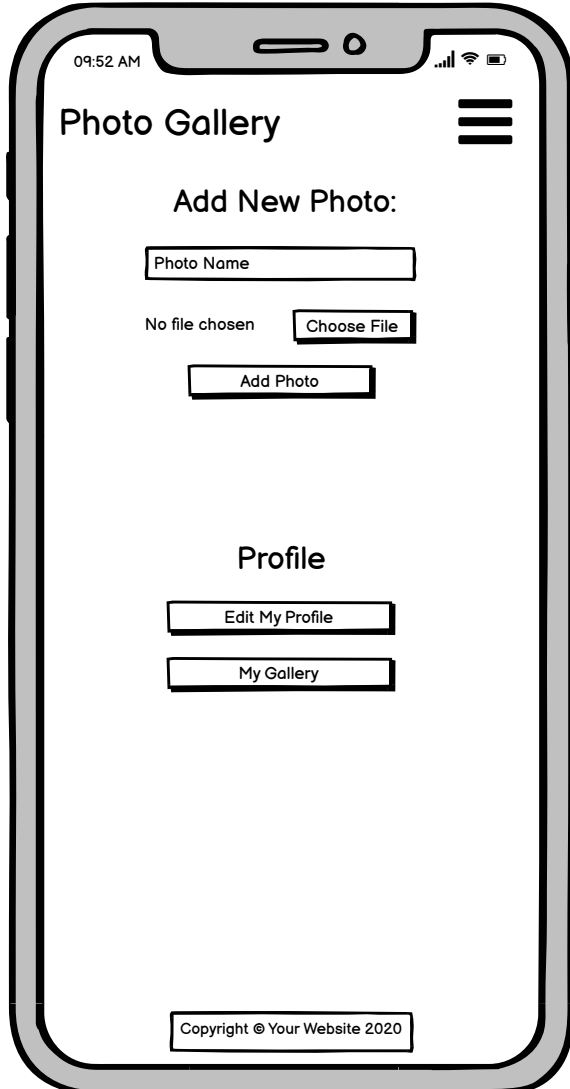 09:52 AM
Photo Gallery
Add New Photo:
Photo Name
No file chosen
Choose File
Add Photo
Profile
Edit My Profile
My Gallery
Copyright © Your Website 2020